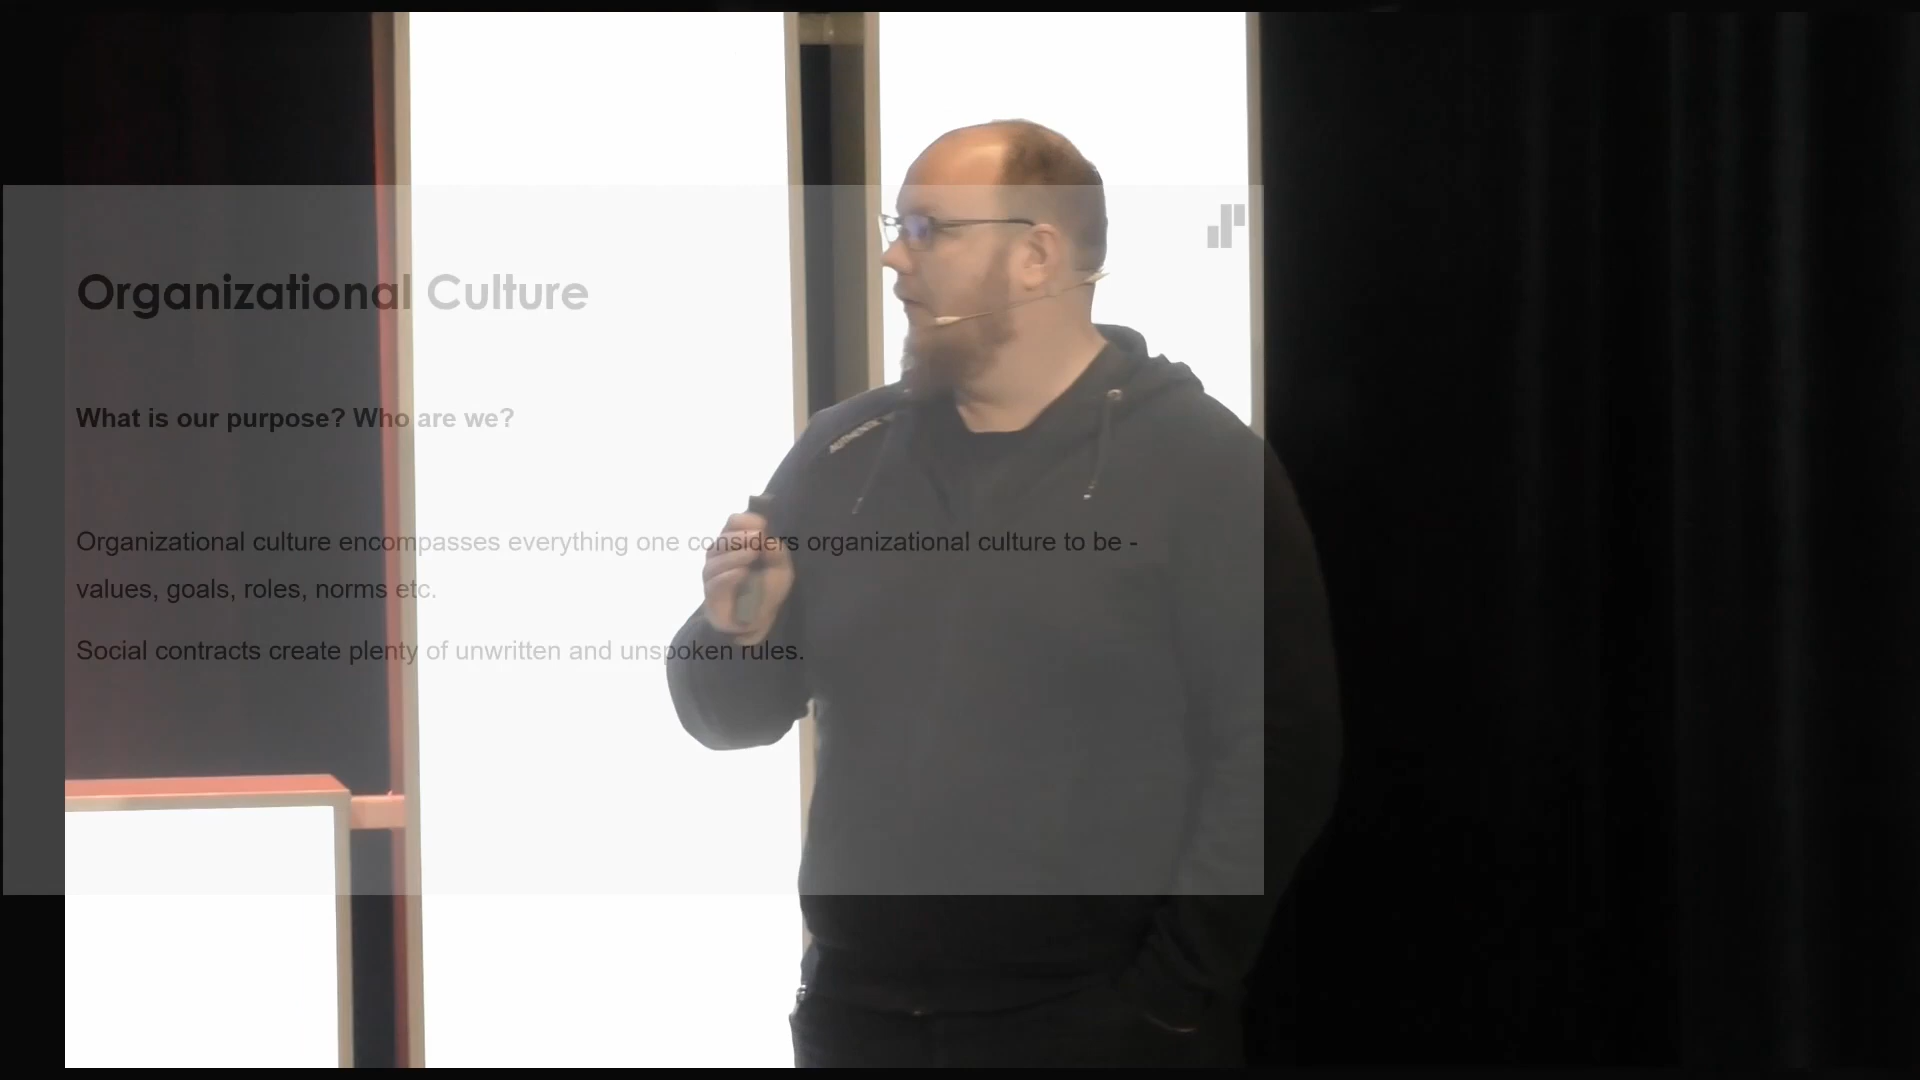 Organizational Culture
What is our purpose? Who are we?
Organizational culture encompasses everything one considers organizational culture to be -
values, goals, roles, norms etc.
Social contracts create plenty of unwritten and unspoken rules.